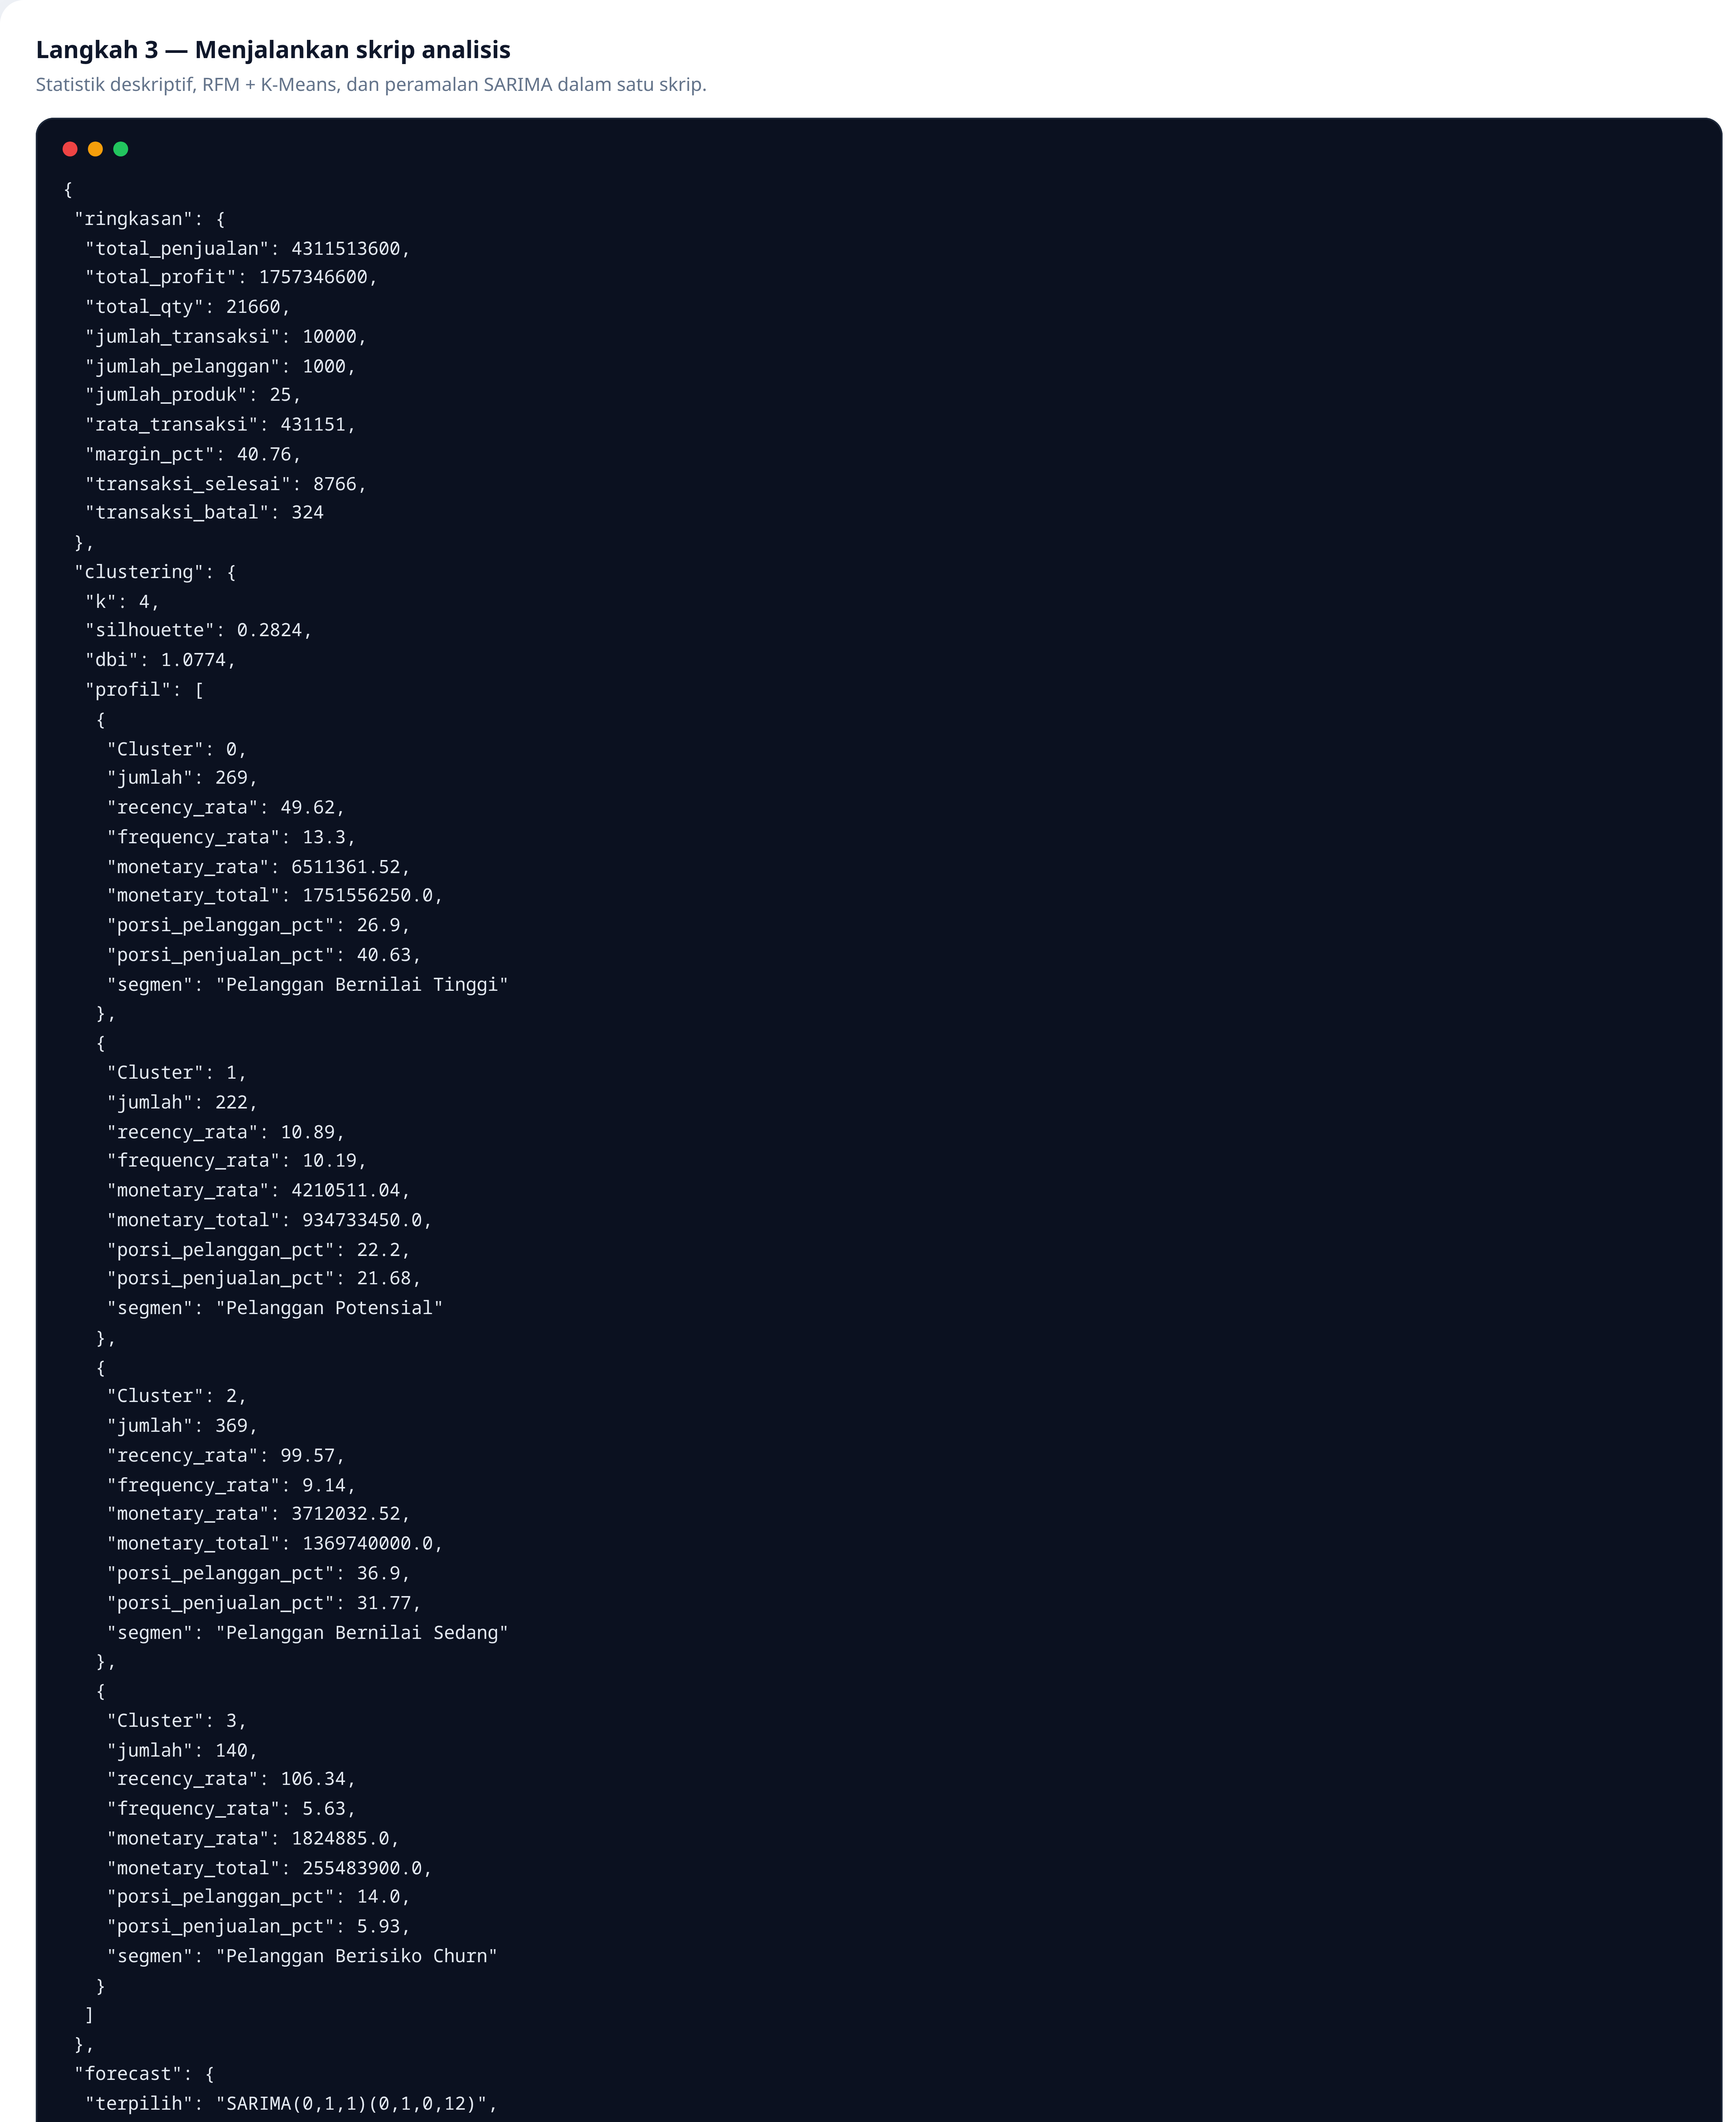 Langkah 3 — Menjalankan skrip analisis
Statistik deskriptif, RFM + K-Means, dan peramalan SARIMA dalam satu skrip.
{
 "ringkasan": {
  "total_penjualan": 4311513600,
  "total_profit": 1757346600,
  "total_qty": 21660,
  "jumlah_transaksi": 10000,
  "jumlah_pelanggan": 1000,
  "jumlah_produk": 25,
  "rata_transaksi": 431151,
  "margin_pct": 40.76,
  "transaksi_selesai": 8766,
  "transaksi_batal": 324
 },
 "clustering": {
  "k": 4,
  "silhouette": 0.2824,
  "dbi": 1.0774,
  "profil": [
   {
    "Cluster": 0,
    "jumlah": 269,
    "recency_rata": 49.62,
    "frequency_rata": 13.3,
    "monetary_rata": 6511361.52,
    "monetary_total": 1751556250.0,
    "porsi_pelanggan_pct": 26.9,
    "porsi_penjualan_pct": 40.63,
    "segmen": "Pelanggan Bernilai Tinggi"
   },
   {
    "Cluster": 1,
    "jumlah": 222,
    "recency_rata": 10.89,
    "frequency_rata": 10.19,
    "monetary_rata": 4210511.04,
    "monetary_total": 934733450.0,
    "porsi_pelanggan_pct": 22.2,
    "porsi_penjualan_pct": 21.68,
    "segmen": "Pelanggan Potensial"
   },
   {
    "Cluster": 2,
    "jumlah": 369,
    "recency_rata": 99.57,
    "frequency_rata": 9.14,
    "monetary_rata": 3712032.52,
    "monetary_total": 1369740000.0,
    "porsi_pelanggan_pct": 36.9,
    "porsi_penjualan_pct": 31.77,
    "segmen": "Pelanggan Bernilai Sedang"
   },
   {
    "Cluster": 3,
    "jumlah": 140,
    "recency_rata": 106.34,
    "frequency_rata": 5.63,
    "monetary_rata": 1824885.0,
    "monetary_total": 255483900.0,
    "porsi_pelanggan_pct": 14.0,
    "porsi_penjualan_pct": 5.93,
    "segmen": "Pelanggan Berisiko Churn"
   }
  ]
 },
 "forecast": {
  "terpilih": "SARIMA(0,1,1)(0,1,0,12)",